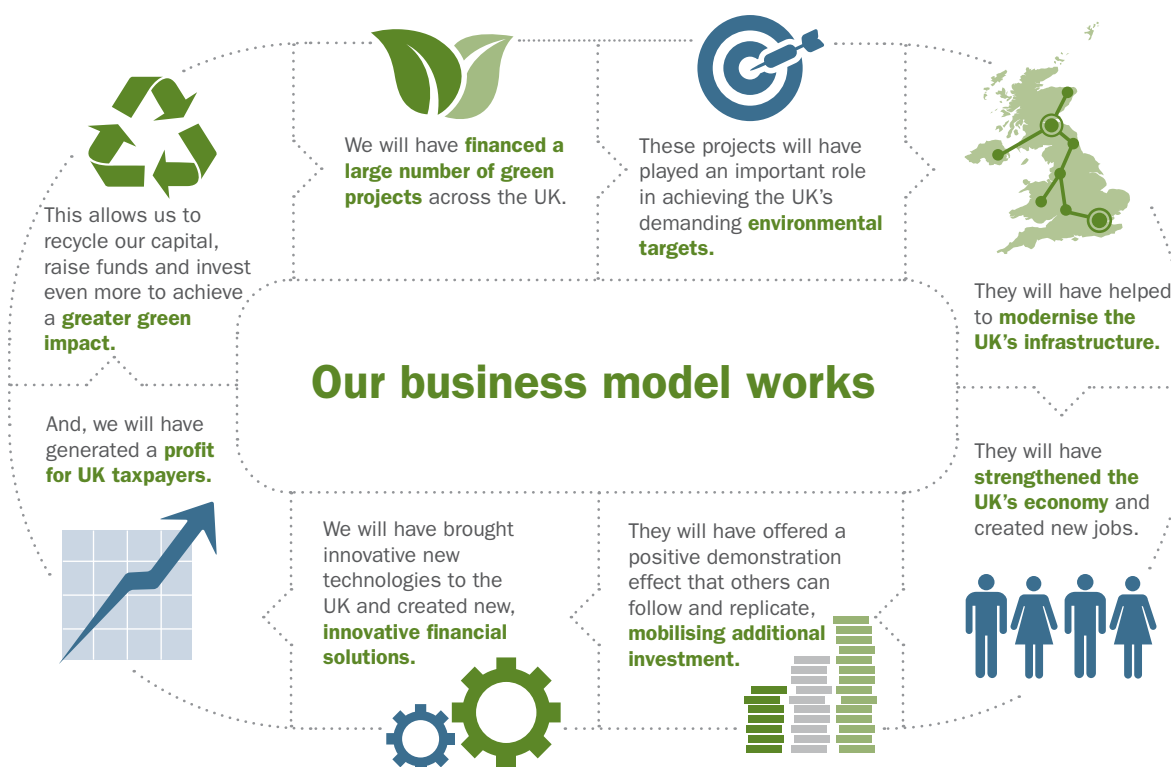 We will have financed a
large number of green
projects across the UK.
These projects will have
played an important role
in achieving the UK's
demanding environmental
targets.
They will have helped
to modernise the
UK's infrastructure.
They will have
strengthened the
UK's economy and
created new jobs.
They will have offered a
positive demonstration
effect that others can
follow and replicate,
mobilising additional
investment.
We will have brought
innovative new
technologies to the
UK and created new,
innovative financial
solutions.
And, we will have
generated a profit
for UK taxpayers.
This allows us to
recycle our capital,
raise funds and invest
even more to achieve
a greater green
impact.
Our business model works